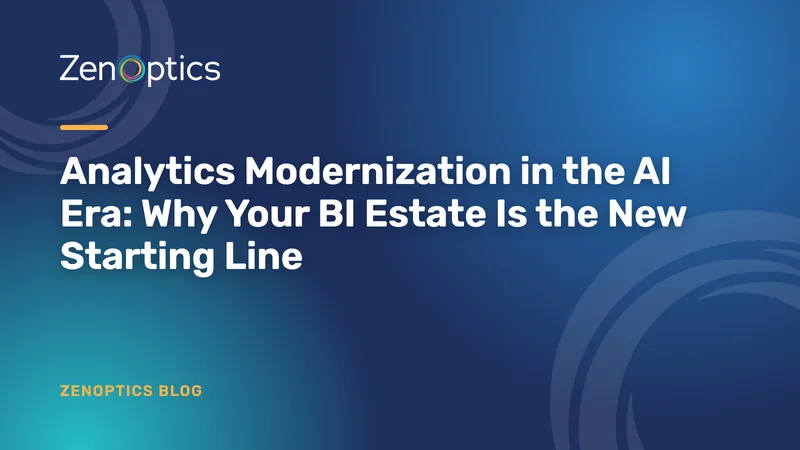 ZenOptics
Analytics Modernization in the AI
Era: Why Your BI Estate Is the New
Starting Line
ZENOPTICS BLOG